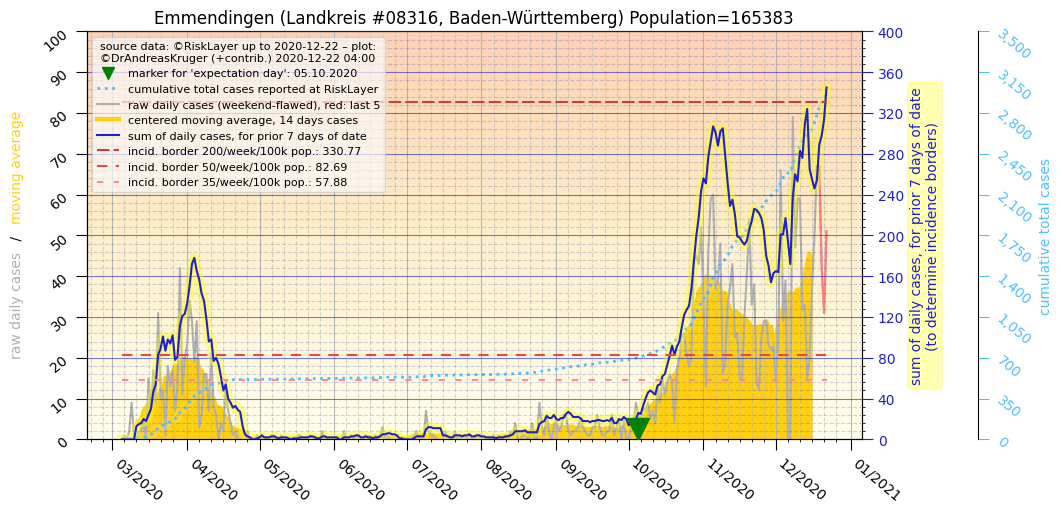 Emmendingen (Landkreis #08316, Baden-Württemberg) Population=165383
source data: ©RiskLayer up to 2020-12-22 – plot:
©DrAndreasKruger (+contrib.) 2020-12-22 04:00
marker for 'expectation day': 05.10.2020
cumulative total cases reported at RiskLayer
raw daily cases (weekend-flawed), red: last 5
centered moving average, 14 days cases
sum of daily cases, for prior 7 days of date
incid. border 200/week/100k pop.: 330.77
incid. border 50/week/100k pop.: 82.69
incid. border 35/week/100k pop.: 57.88
raw daily cases / moving average
100
90
80
70
60
50
40
30
20
10
0
03/2020
04/2020
05/2020
06/2020
07/2020
08/2020
09/2020
10/2020
11/2020
12/2020
01/2021
400
360
320
280
240
200
160
120
80
40
0
sum of daily cases, for prior 7 days of date
(to determine incidence borders)
3,500
3,150
2,800
2,450
2,100
1,750
1,400
1,050
700
350
0
cumulative total cases